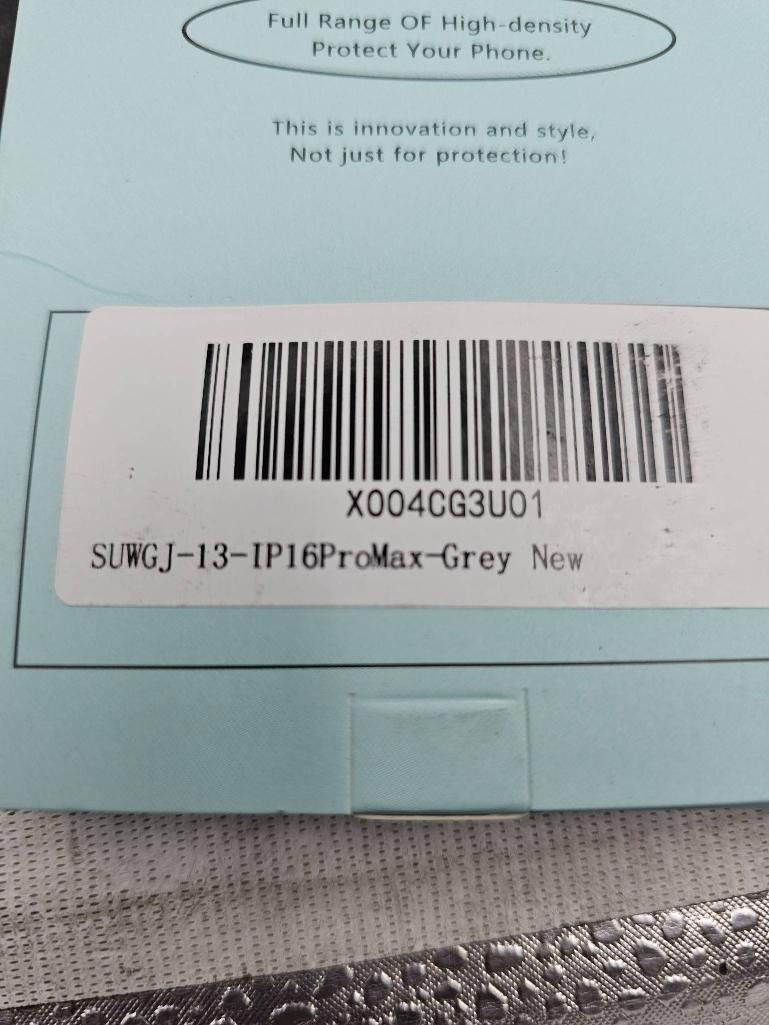 Full Range OF High-density
Protect Your Phone.
This is innovation and style,
Not just for protection!
X004CG3U01
SUWGJ-13-IP16ProMax-Grey New